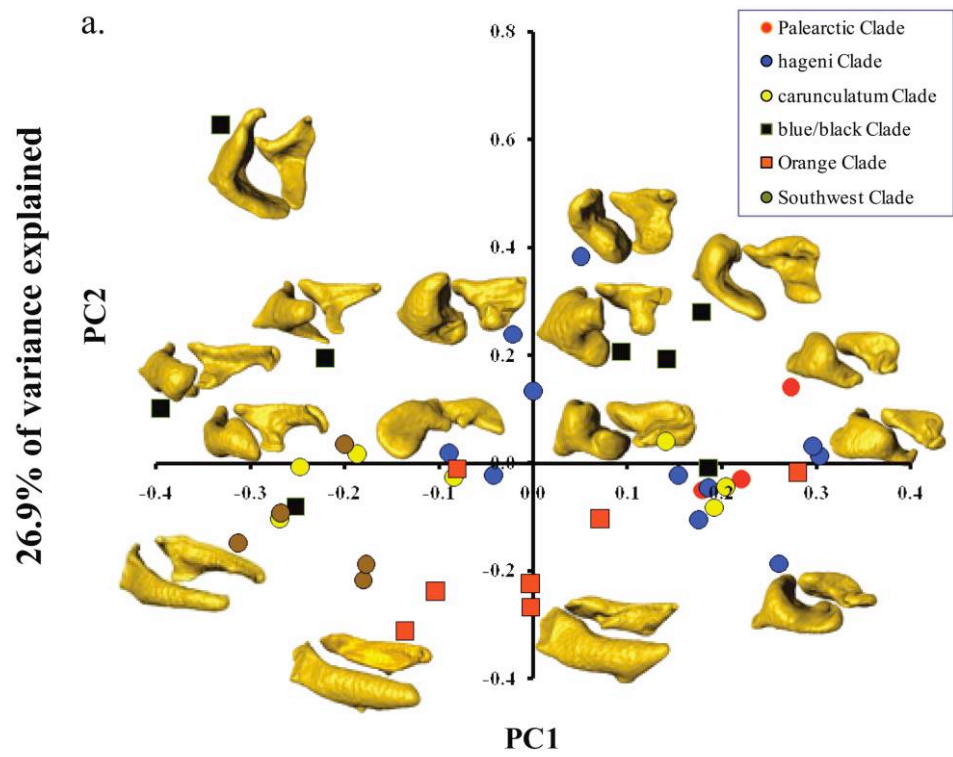 a.
0.8
0.6
0.4
0.2
0.0
-0.2
-0.4
-0.4
-0.3
-0.2
-0.1
0.0
0.1
0.2
0.3
0.4
PC2
PC1
26.9% of variance explained
Palearctic Clade
hageni Clade
carunculatum Clade
blue/black Clade
Orange Clade
Southwest Clade